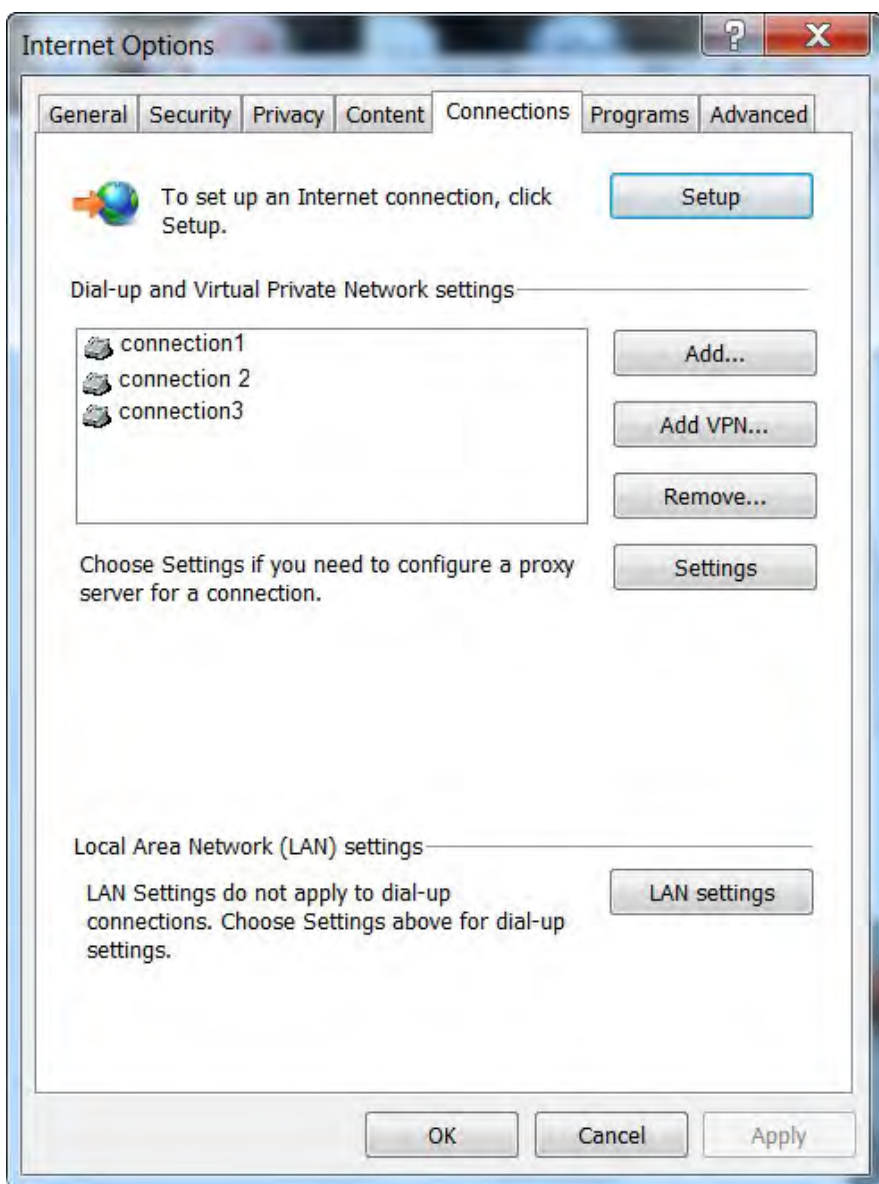 Internet Options
General Security Privacy Content Connections Programs Advanced
To set up an Internet connection, click
Setup.
Setup
Dial-up and Virtual Private Network settings
connection1
connection 2
connection3
Add...
Add VPN...
Remove...
Choose Settings if you need to configure a proxy
server for a connection.
Settings
Local Area Network (LAN) settings
LAN Settings do not apply to dial-up
connections. Choose Settings above for dial-up
settings.
LAN settings
OK Cancel Apply